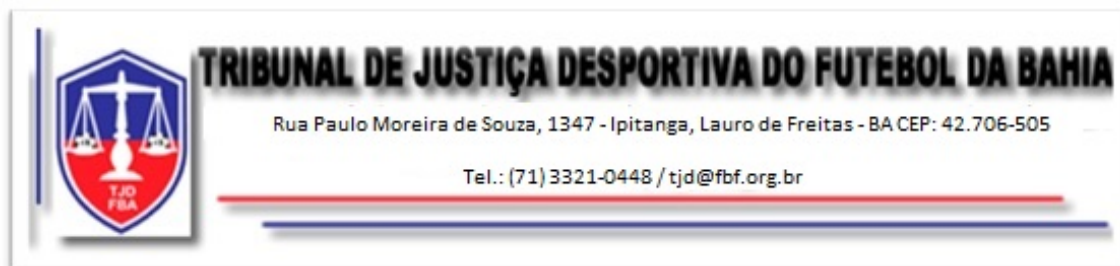 TRIBUNAL DE JUSTIÇA DESPORTIVA DO FUTEBOL DA BAHIA
Rua Paulo Moreira de Souza, 1347 - Ipitanga, Lauro de Freitas - BA CEP: 42.706-505
Tel.: (71) 3321-0448 / tjd@fbf.org.br
TJD
FBA